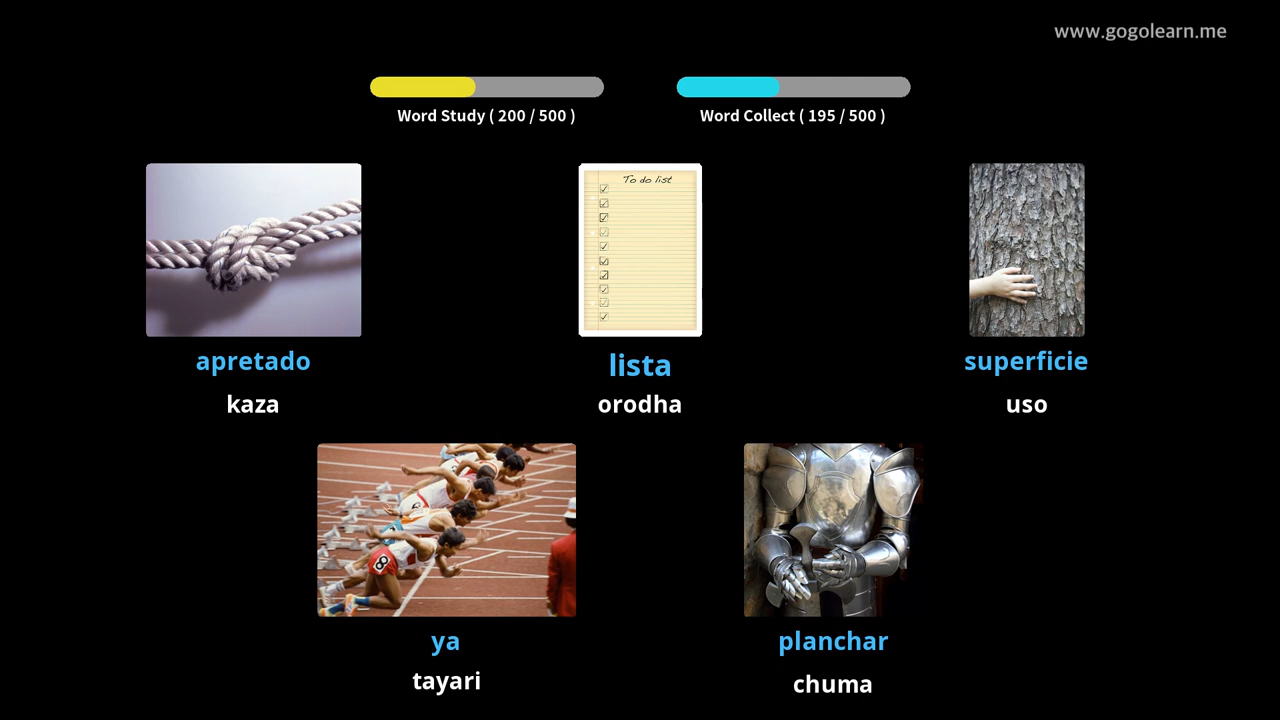 www.gogolearn.me
Word Study ( 200 / 500 )
Word Collect ( 195 / 500 )
To do list
apretado
lista
superficie
kaza
orodha
uso
8
ya
planchar
tayari
chuma